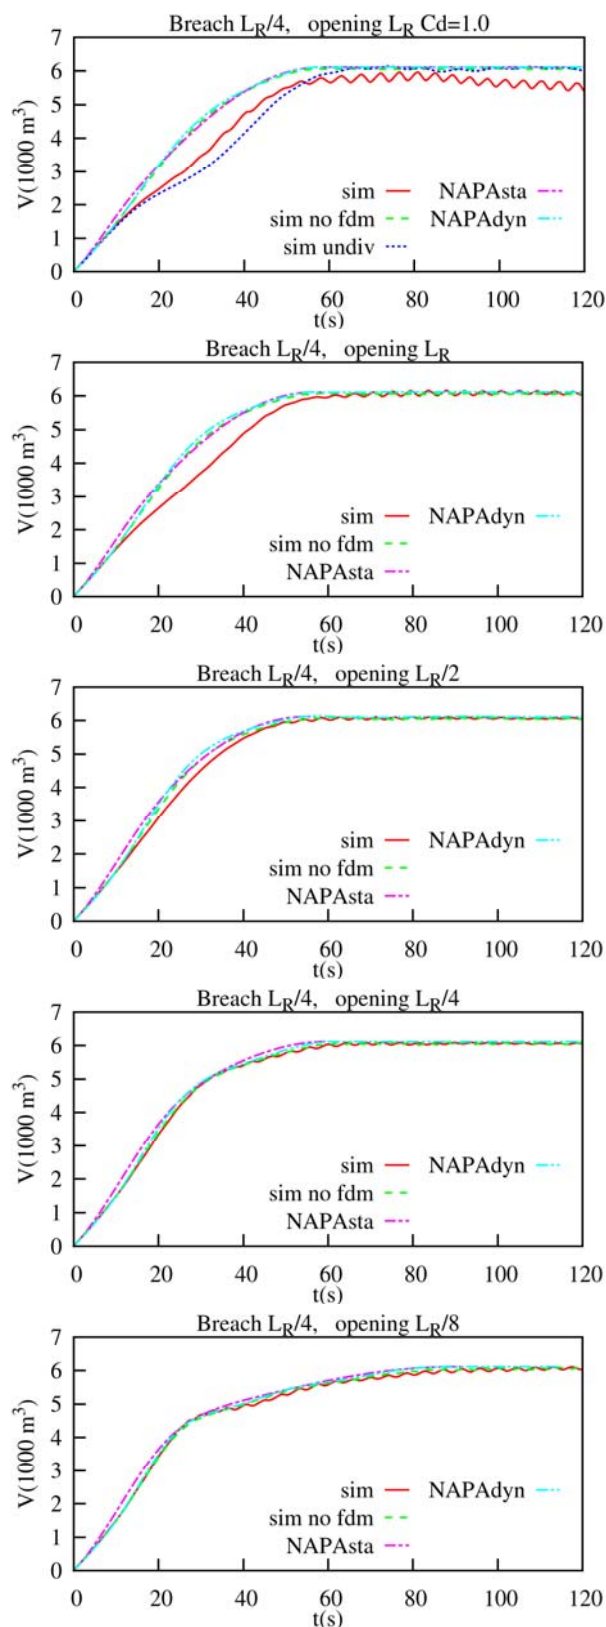 Breach L_R/4, opening L_R Cd=1.0
7
6
5
4
3
2
1
0
V(1000 m³)
sim NAPAsta
sim no fdm NAPAdyn
sim undiv
0 20 40 60 80 100 120
t(s)
Breach L_R/4, opening L_R
7
6
5
4
3
2
1
0
V(1000 m³)
sim NAPAdyn
sim no fdm
NAPAsta
0 20 40 60 80 100 120
t(s)
Breach L_R/4, opening L_R/2
7
6
5
4
3
2
1
0
V(1000 m³)
sim NAPAdyn
sim no fdm
NAPAsta
0 20 40 60 80 100 120
t(s)
Breach L_R/4, opening L_R/4
7
6
5
4
3
2
1
0
V(1000 m³)
sim NAPAdyn
sim no fdm
NAPAsta
0 20 40 60 80 100 120
t(s)
Breach L_R/4, opening L_R/8
7
6
5
4
3
2
1
0
V(1000 m³)
sim NAPAdyn
sim no fdm
NAPAsta
0 20 40 60 80 100 120
t(s)